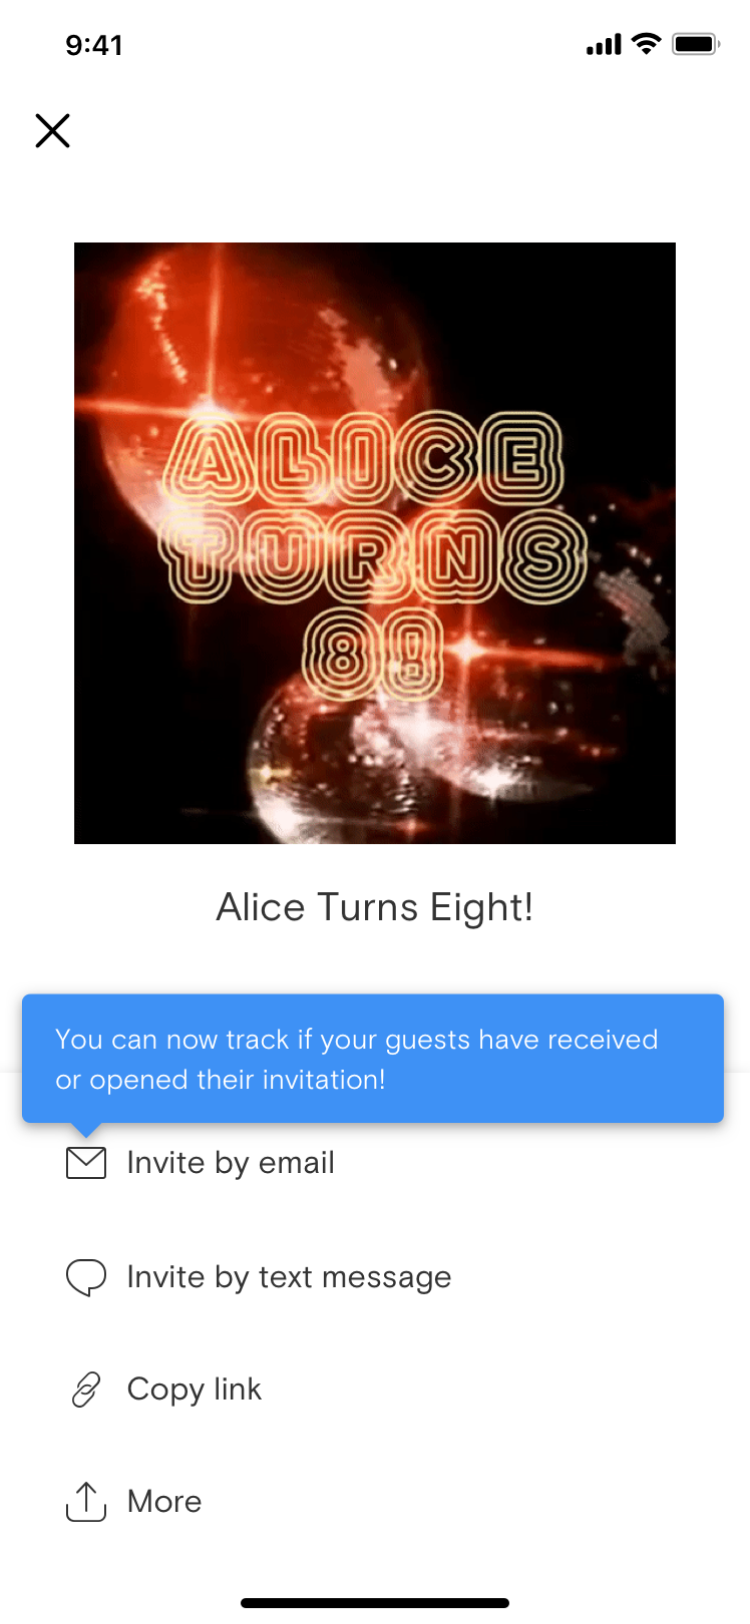 9:41
ALICE
TURNS
8!
Alice Turns Eight!
You can now track if your guests have received
or opened their invitation!
Invite by email
Invite by text message
Copy link
More